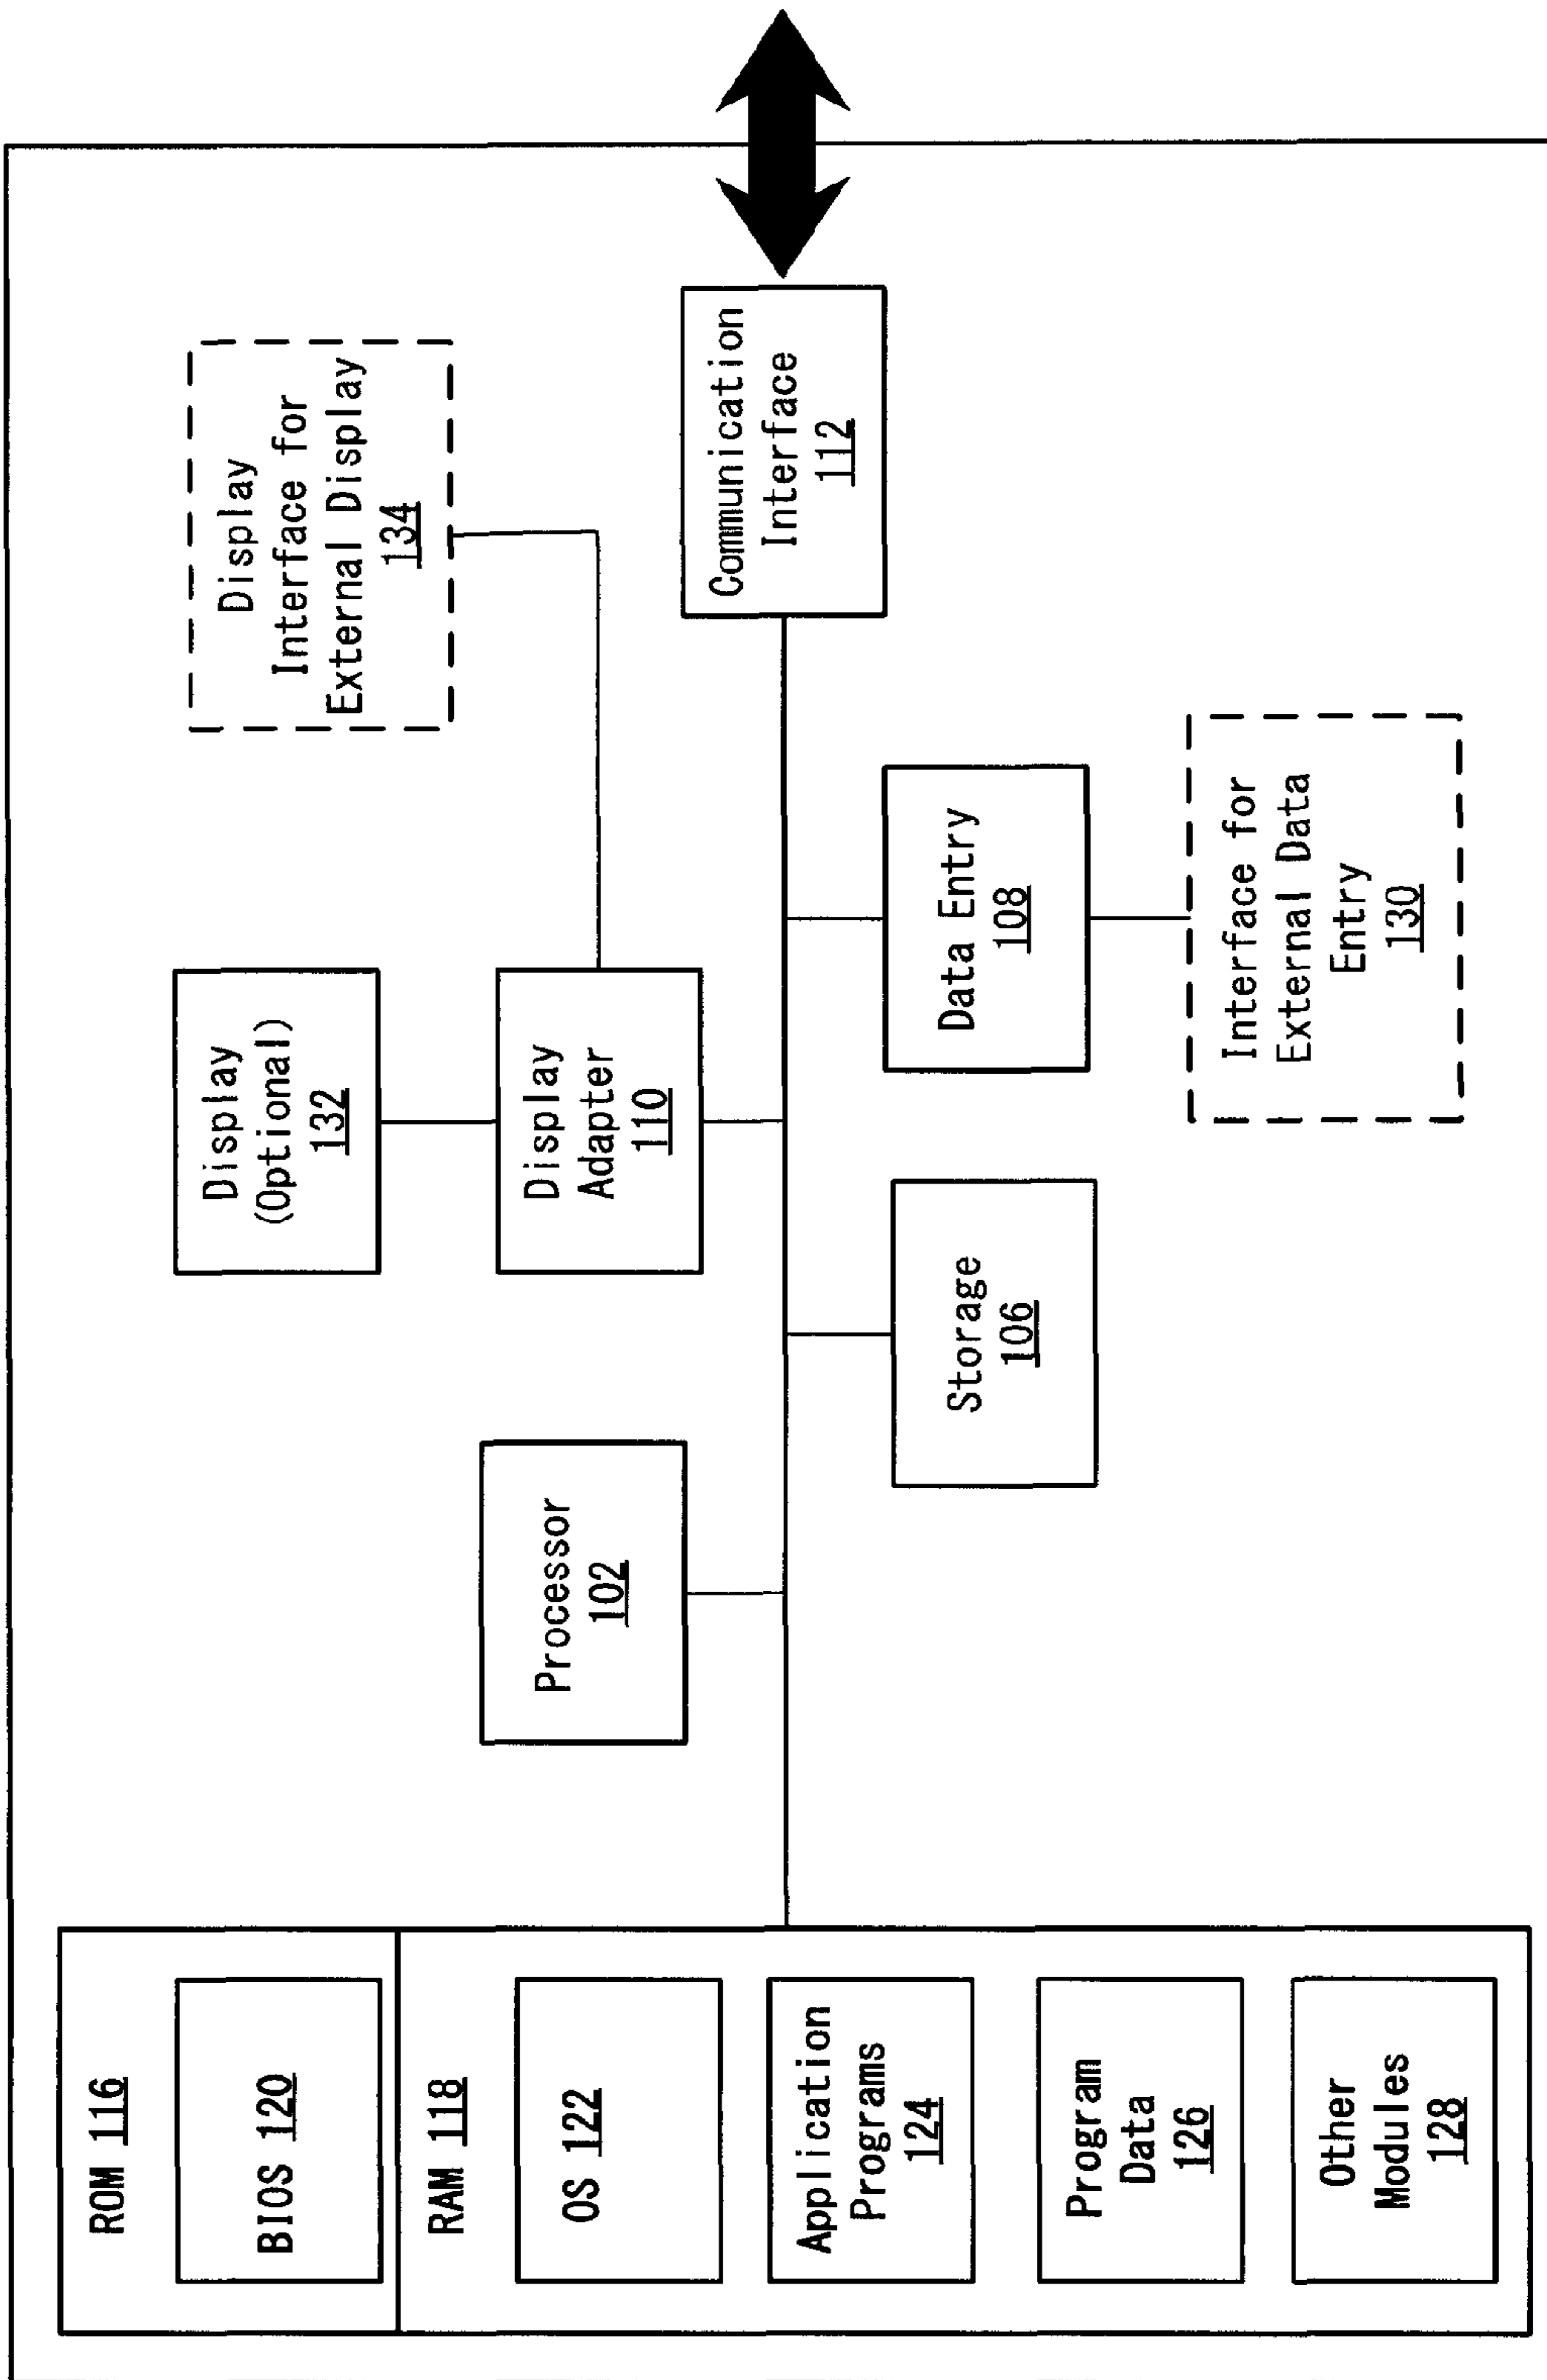 ROM 116
BIOS 120
RAM 118
OS 122
Application
Programs
124
Program
Data
126
Other
Modules
128
Processor
102
Storage
106
Display
(Optional)
132
Display
Adapter
110
Data Entry
108
Interface for
External Data
Entry
130
Display
Interface for
External Display
134
Communication
Interface
112